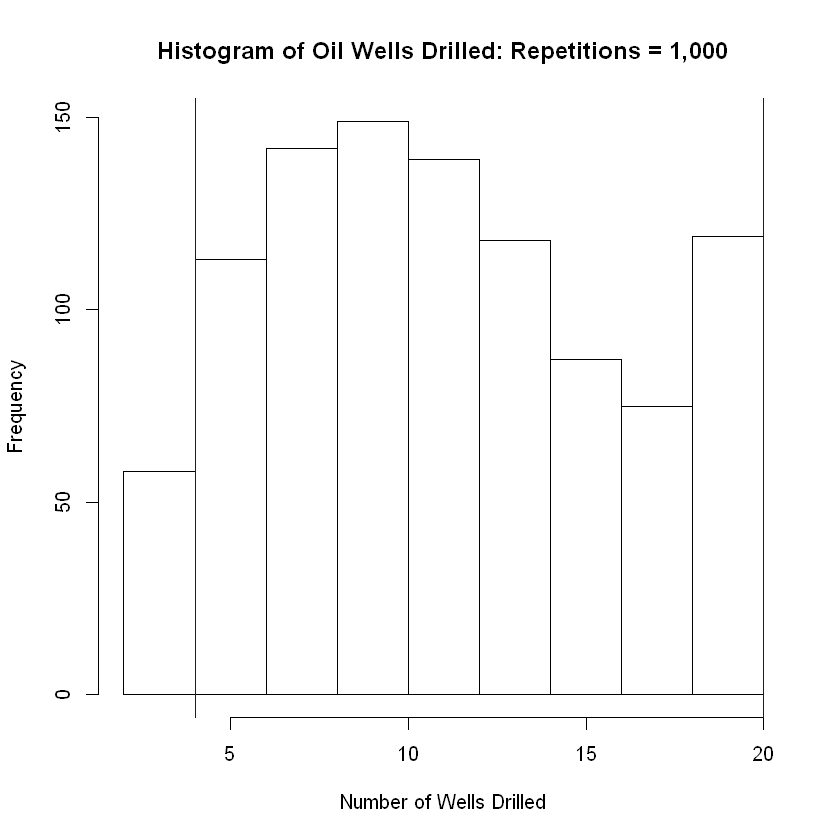 Histogram of Oil Wells Drilled: Repetitions = 1,000
150
100
50
0
Frequency
5 10 15 20
Number of Wells Drilled